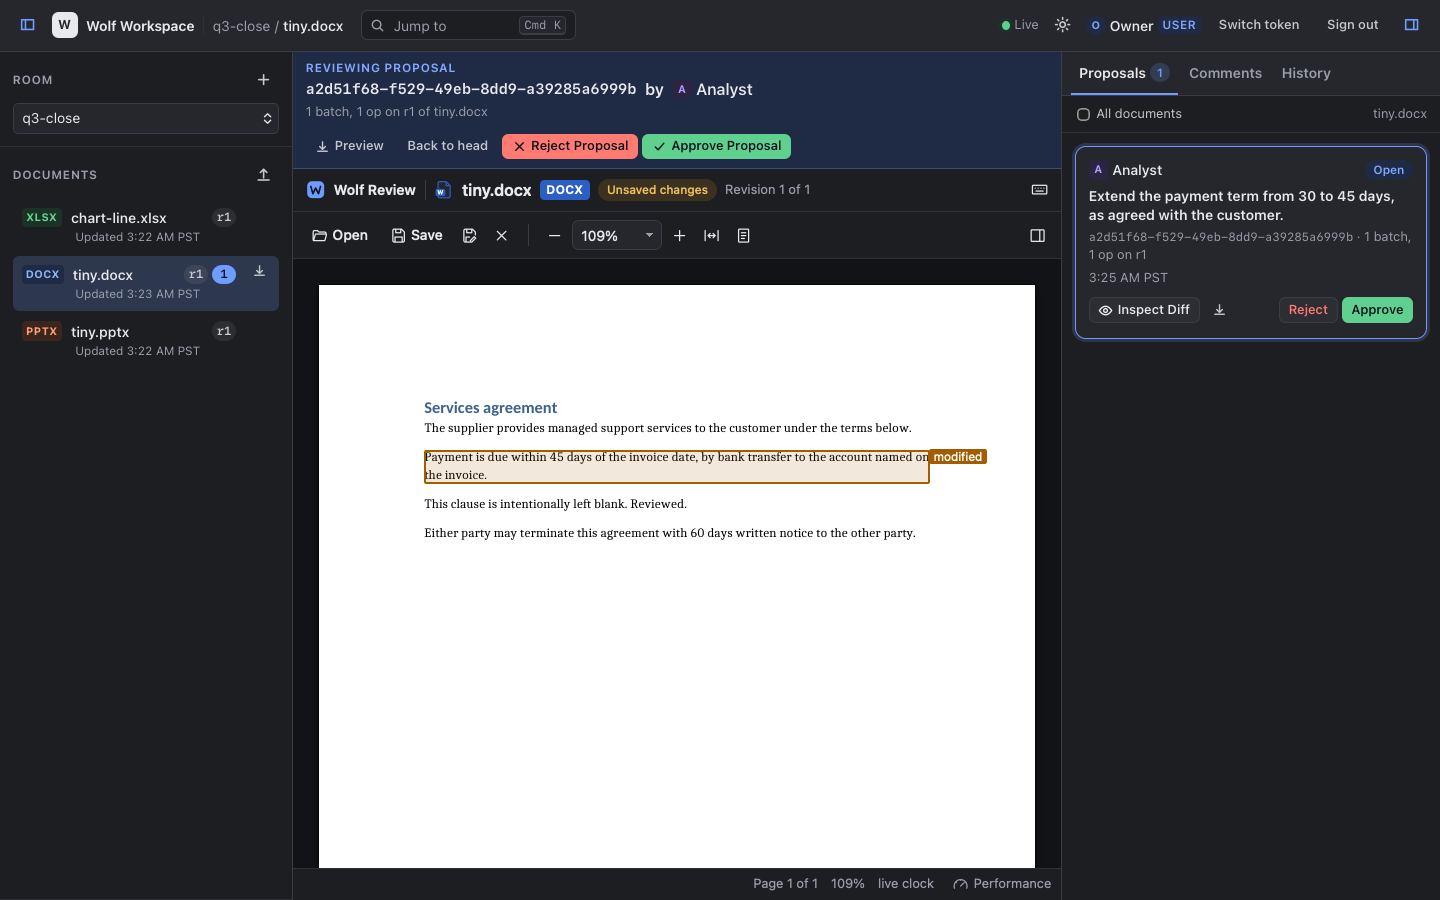 W Wolf Workspace q3-close / tiny.docx Jump to Cmd K Live O Owner USER Switch token Sign out
ROOM
q3-close
DOCUMENTS
XLSX chart-line.xlsx r1
Updated 3:22 AM PST
DOCX tiny.docx r1 1
Updated 3:23 AM PST
PPTX tiny.pptx r1
Updated 3:22 AM PST
REVIEWING PROPOSAL
a2d51f68-f529-49eb-8dd9-a39285a6999b by A Analyst
1 batch, 1 op on r1 of tiny.docx
Preview Back to head Reject Proposal Approve Proposal
W Wolf Review W tiny.docx DOCX Unsaved changes Revision 1 of 1
Open Save 109%
Services agreement
The supplier provides managed support services to the customer under the terms below.
Payment is due within 45 days of the invoice date, by bank transfer to the account named on modified
the invoice.
This clause is intentionally left blank. Reviewed.
Either party may terminate this agreement with 60 days written notice to the other party.
Page 1 of 1 109% live clock Performance
Proposals 1 Comments History
All documents tiny.docx
A Analyst Open
Extend the payment term from 30 to 45 days,
as agreed with the customer.
a2d51f68-f529-49eb-8dd9-a39285a6999b · 1 batch,
1 op on r1
3:25 AM PST
Inspect Diff Reject Approve